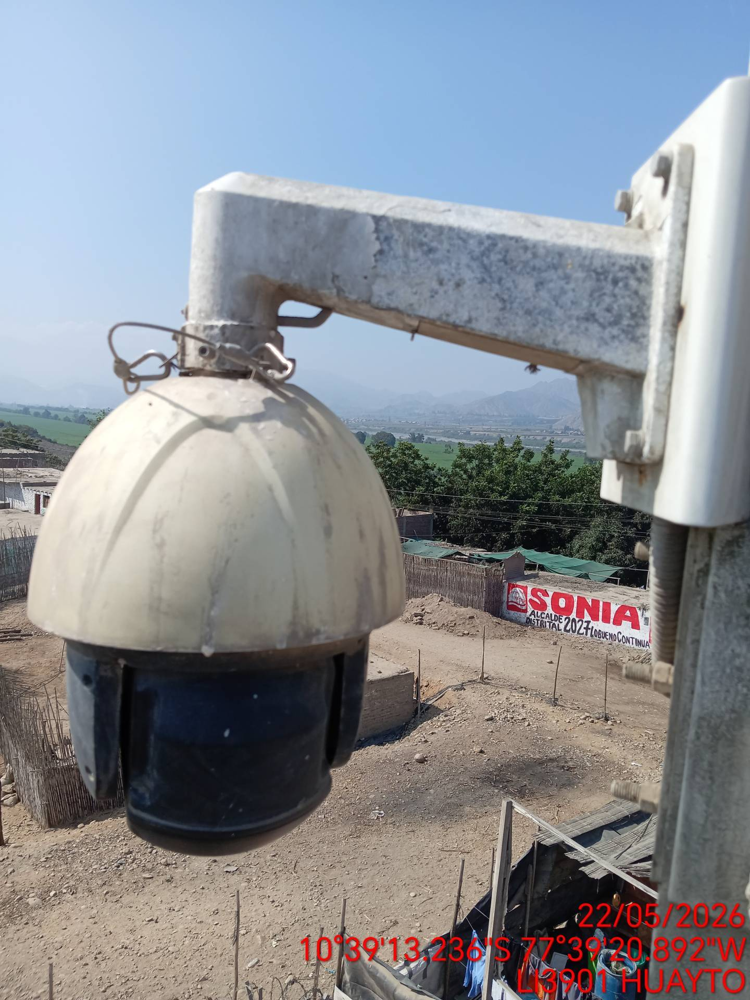 SONIA
ALCALDE
DISTRITAL 2027 LO BUENO CONTINUA
22/05/2026
10°39'13.236"S 77°39'20.892"W
LI3901 HUAYTO